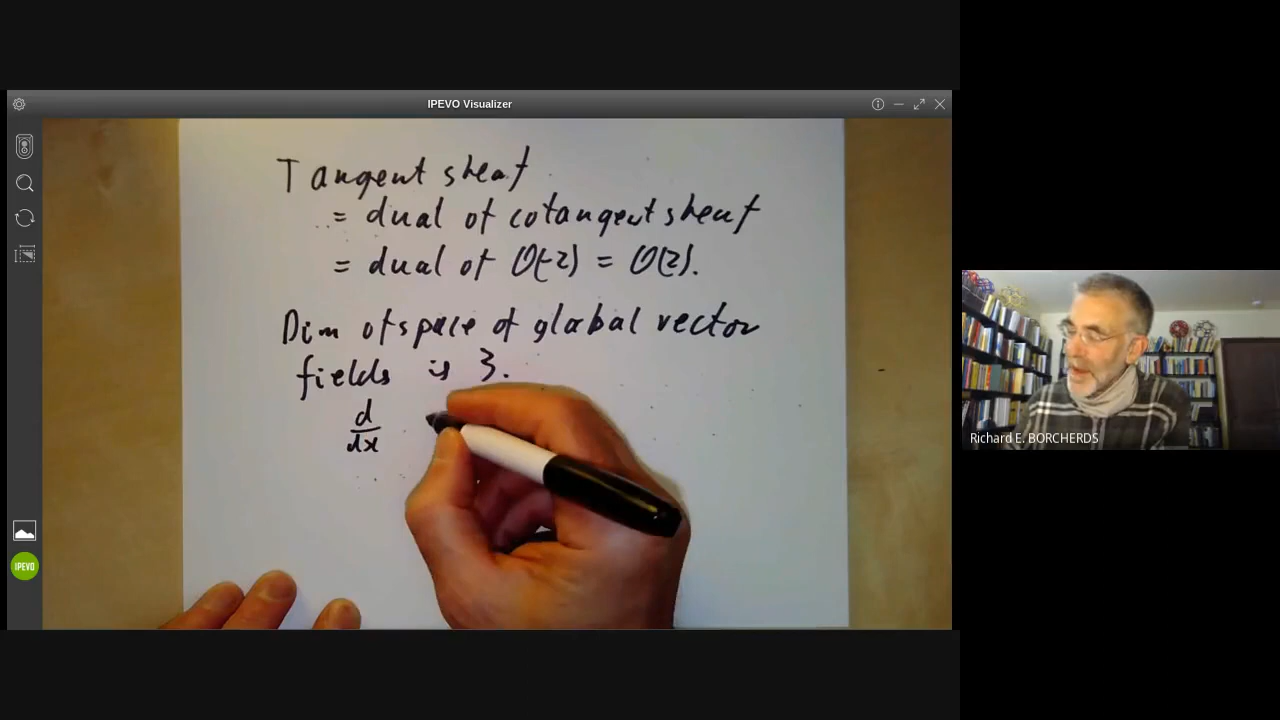 IPEVO Visualizer
Tangent sheaf
= dual of cotangent sheaf
= dual of O(-2) = O(2).
Dim of space of global vector
fields is 3.
d
dx
Richard E. BORCHERDS
IPEVO